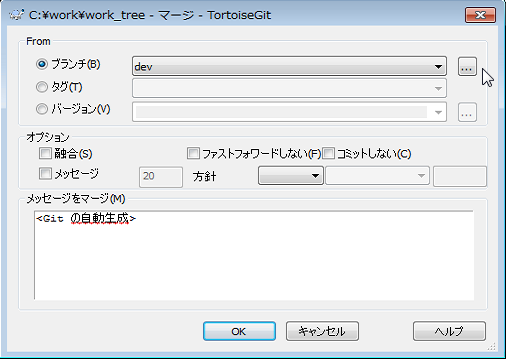 C:¥work¥work_tree - マージ - TortoiseGit
From
ブランチ(B)
dev
...
タグ(T)
バージョン(V)
...
オプション
融合(S)
ファストフォワードしない(F)
コミットしない(C)
メッセージ
20
方針
メッセージをマージ(M)
<Git の自動生成>
OK
キャンセル
ヘルプ